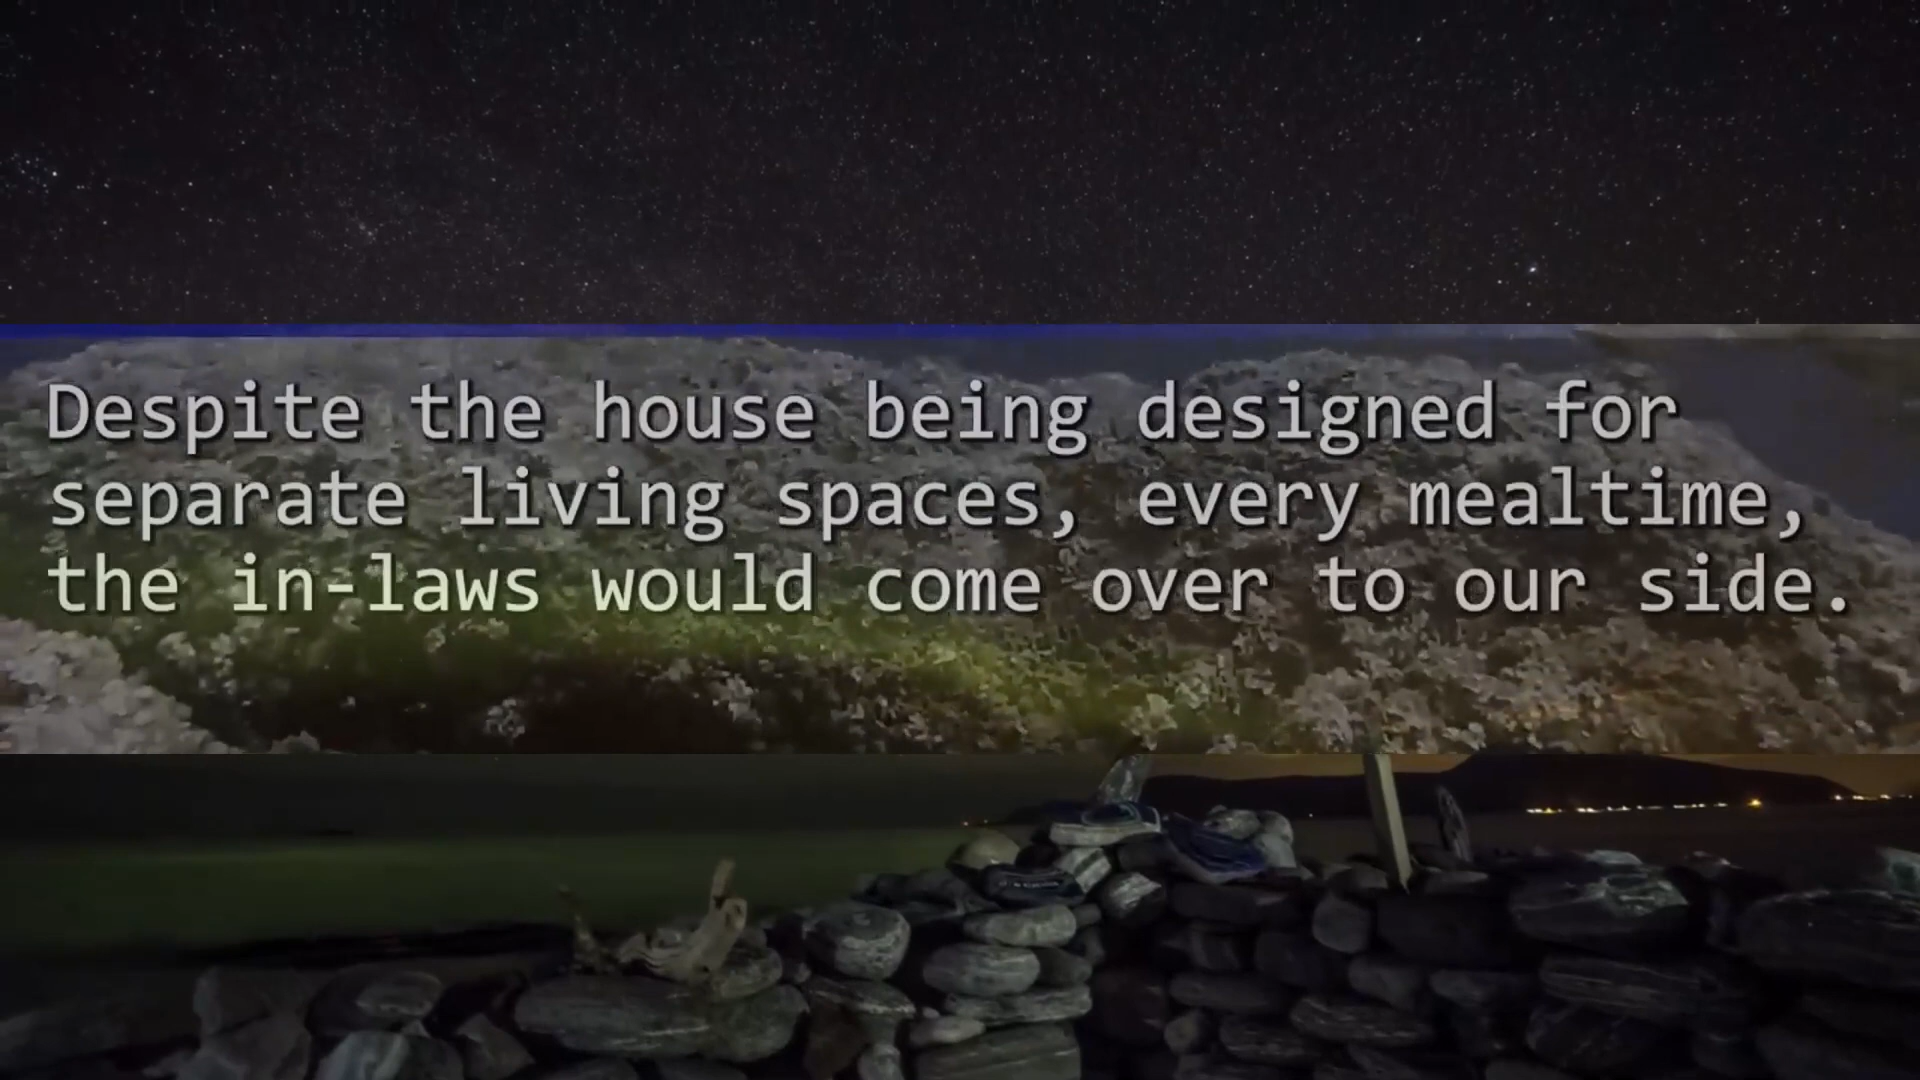 Despite the house being designed for
separate living spaces, every mealtime,
the in-laws would come over to our side.